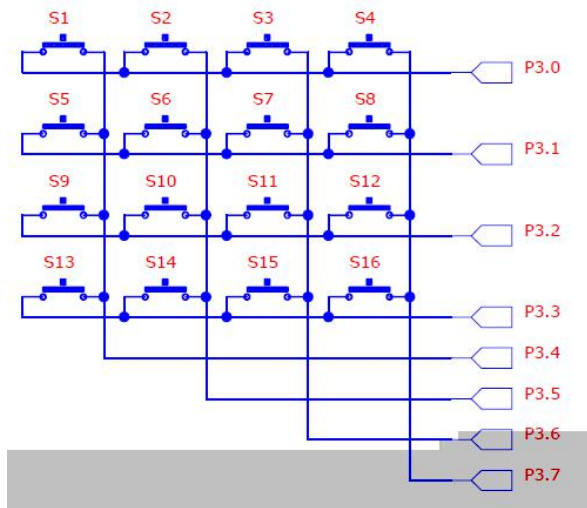 S1 S2 S3 S4
P3.0
S5 S6 S7 S8
P3.1
S9 S10 S11 S12
P3.2
S13 S14 S15 S16
P3.3
P3.4
P3.5
P3.6
P3.7